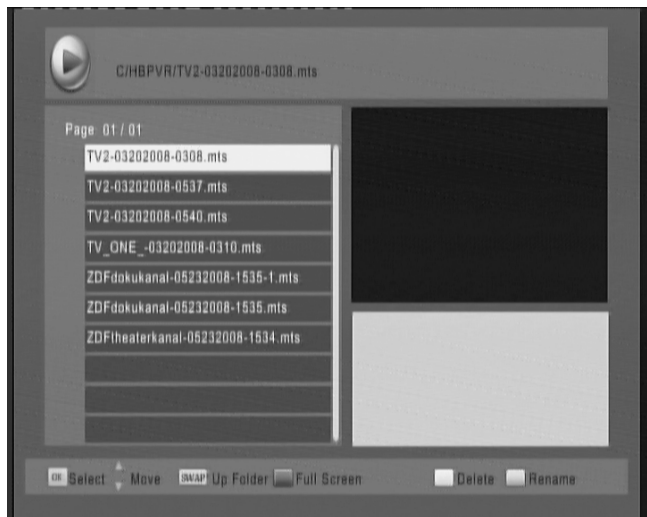 C/HBPVR/TV2-03202008-0308.mts
Page 01 / 01
TV2-03202008-0308.mts
TV2-03202008-0537.mts
TV2-03202008-0540.mts
TV_ONE_-03202008-0310.mts
ZDFdokukanal-05232008-1535-1.mts
ZDFdokukanal-05232008-1535.mts
ZDFtheaterkanal-05232008-1534.mts
OK Select Move SWAP Up Folder Full Screen Delete Rename